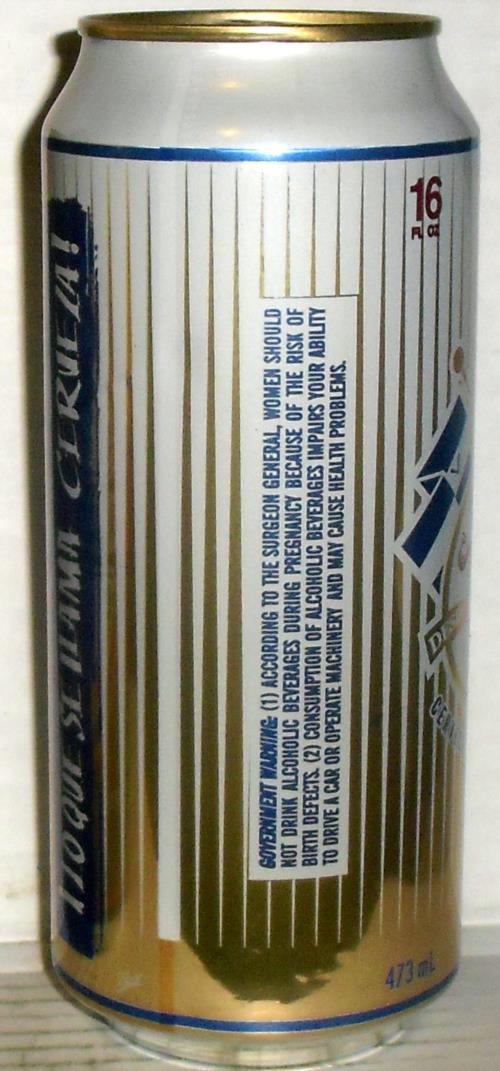 ¡LO QUE SE LLAMA CERVEZA!
16
FL OZ
GOVERNMENT WARNING: (1) ACCORDING TO THE SURGEON GENERAL, WOMEN SHOULD
NOT DRINK ALCOHOLIC BEVERAGES DURING PREGNANCY BECAUSE OF THE RISK OF
BIRTH DEFECTS. (2) CONSUMPTION OF ALCOHOLIC BEVERAGES IMPAIRS YOUR ABILITY
TO DRIVE A CAR OR OPERATE MACHINERY AND MAY CAUSE HEALTH PROBLEMS.
473 mL